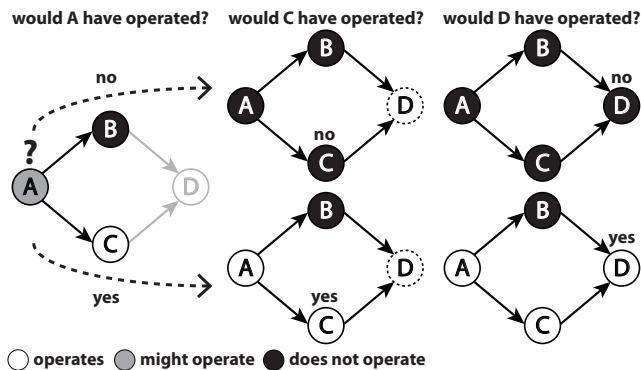 would A have operated? would C have operated? would D have operated?
B B
no no
A D A D
B no
? C C
A D
B B
C yes
yes A D A D
yes
C C
operates might operate does not operate